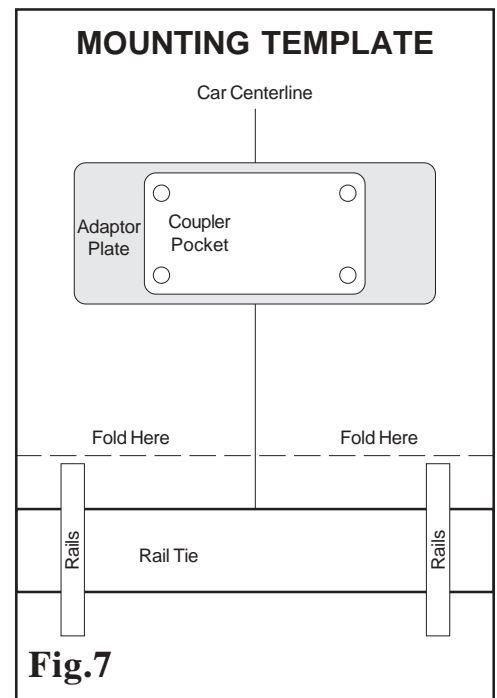 MOUNTING TEMPLATE
Car Centerline
Adaptor
Plate
Coupler
Pocket
Fold Here
Fold Here
Rails
Rail Tie
Rails
Fig.7